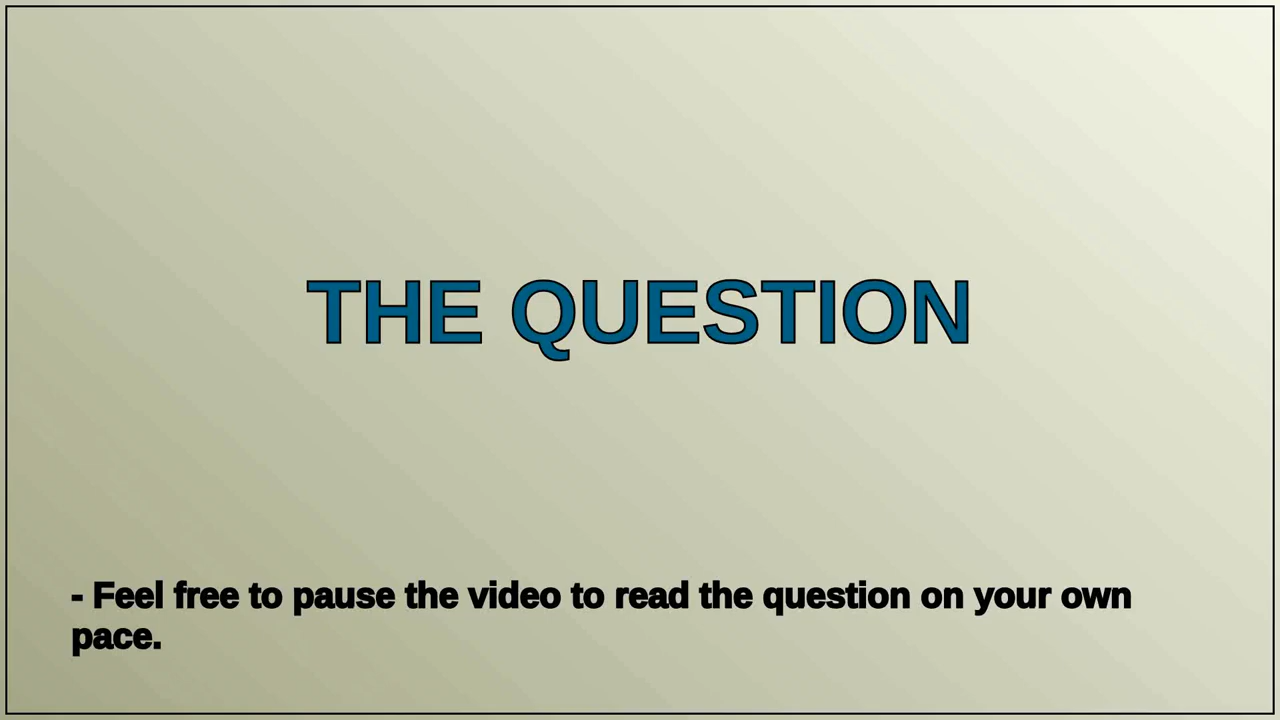 THE QUESTION
- Feel free to pause the video to read the question on your own
pace.